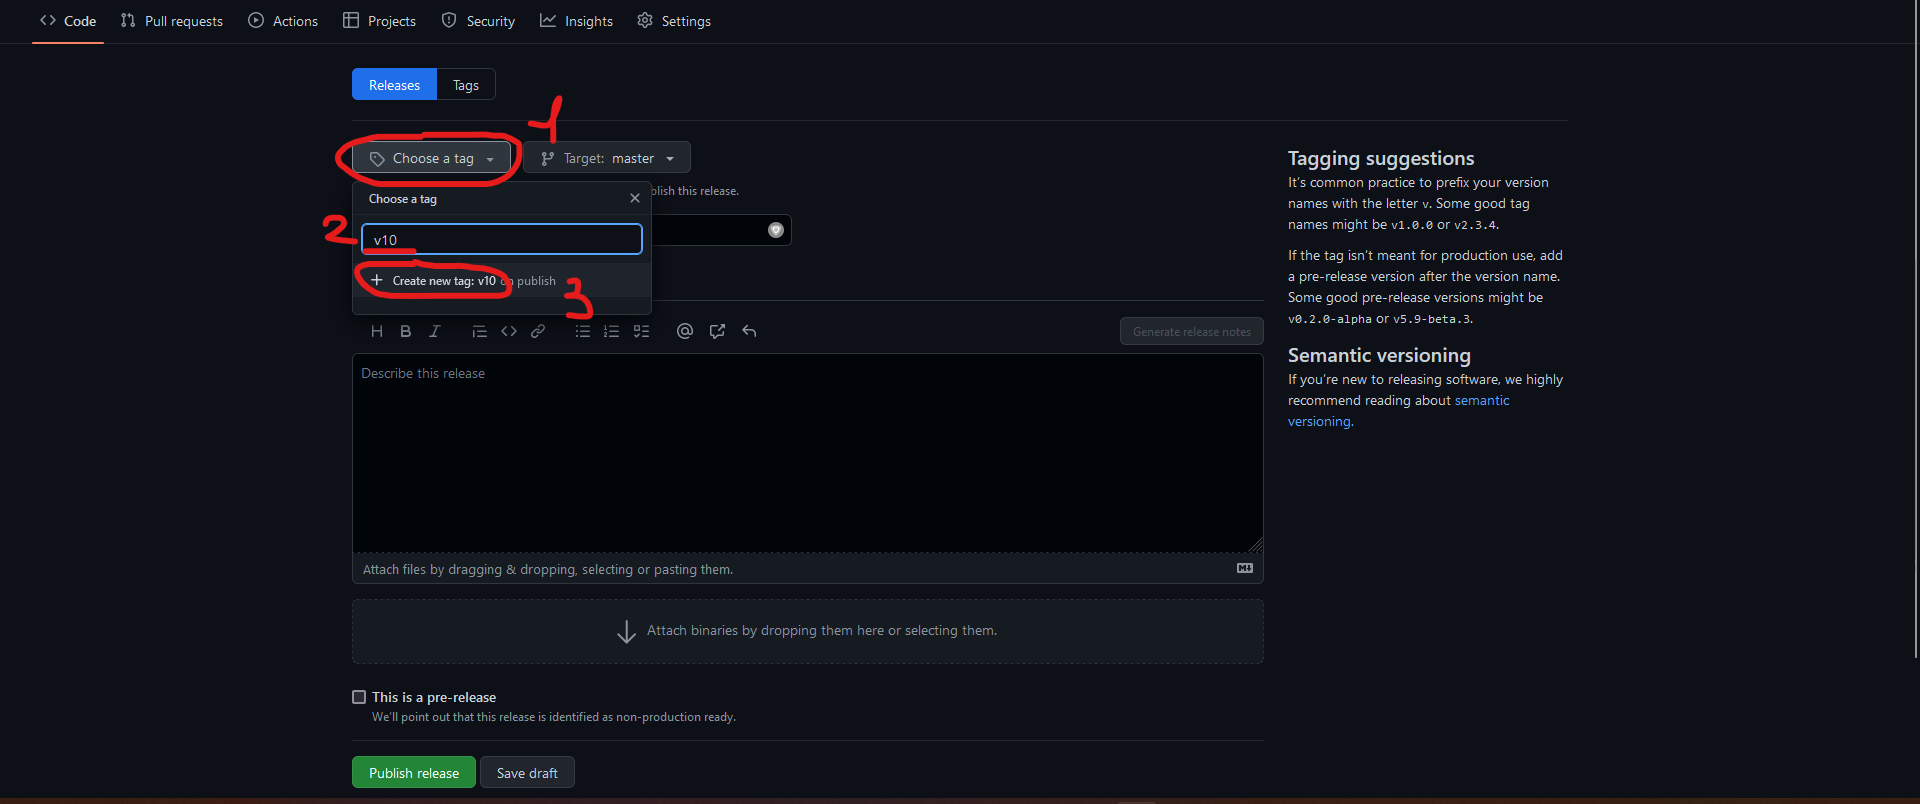 Code Pull requests Actions Projects Security Insights Settings
Releases Tags
1
Choose a tag Target: master
blish this release.
Choose a tag
2 v10
Create new tag: v10 on publish
3
H B I
Generate release notes
Describe this release
Attach files by dragging & dropping, selecting or pasting them.
Attach binaries by dropping them here or selecting them.
This is a pre-release
We'll point out that this release is identified as non-production ready.
Publish release Save draft
Tagging suggestions
It's common practice to prefix your version
names with the letter v. Some good tag
names might be v1.0.0 or v2.3.4.
If the tag isn't meant for production use, add
a pre-release version after the version name.
Some good pre-release versions might be
v0.2.0-alpha or v5.9-beta.3.
Semantic versioning
If you're new to releasing software, we highly
recommend reading about semantic
versioning.